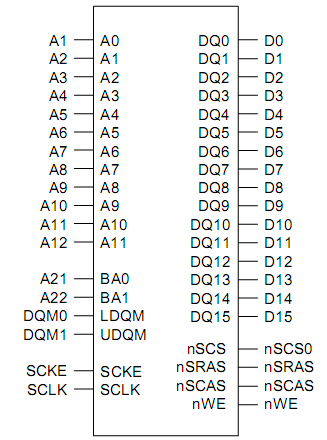 A1 A0 DQ0 D0
A2 A1 DQ1 D1
A3 A2 DQ2 D2
A4 A3 DQ3 D3
A5 A4 DQ4 D4
A6 A5 DQ5 D5
A7 A6 DQ6 D6
A8 A7 DQ7 D7
A9 A8 DQ8 D8
A10 A9 DQ9 D9
A11 A10 DQ10 D10
A12 A11 DQ11 D11
DQ12 D12
A21 BA0 DQ13 D13
A22 BA1 DQ14 D14
DQM0 LDQM DQ15 D15
DQM1 UDQM
nSCS nSCS0
nSRAS nSRAS
SCKE SCKE
nSCAS nSCAS
SCLK SCLK
nWE nWE